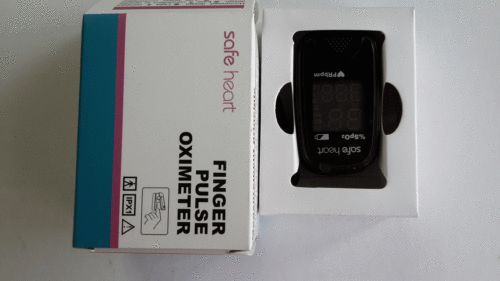 safe heart
FINGER
PULSE
OXIMETER
IPX1
safe heart
%SpO₂
♥PRbpm